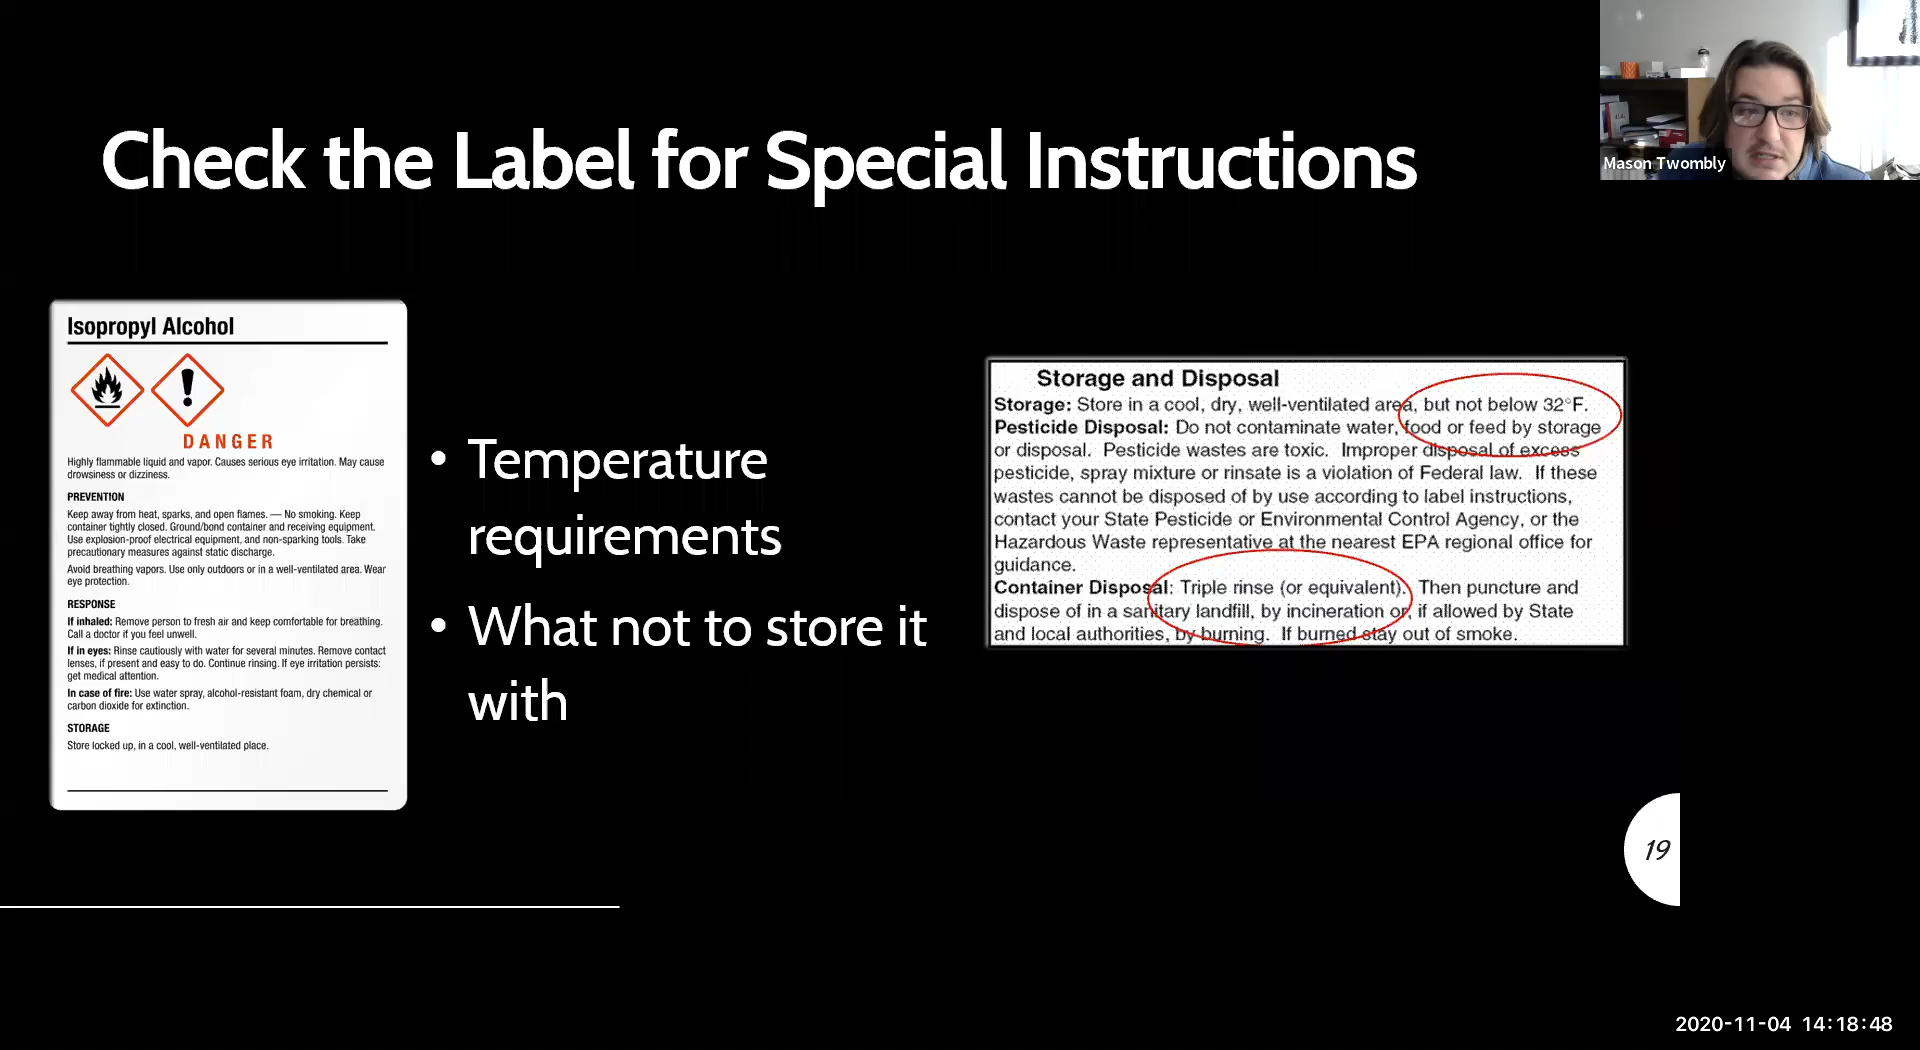 Check the Label for Special Instructions
Mason Twombly
Isopropyl Alcohol
DANGER
Highly flammable liquid and vapor. Causes serious eye irritation. May cause
drowsiness or dizziness.
PREVENTION
Keep away from heat, sparks, and open flames. — No smoking. Keep
container tightly closed. Ground/bond container and receiving equipment.
Use explosion-proof electrical equipment, and non-sparking tools. Take
precautionary measures against static discharge.
Avoid breathing vapors. Use only outdoors or in a well-ventilated area. Wear
eye protection.
RESPONSE
If inhaled: Remove person to fresh air and keep comfortable for breathing.
Call a doctor if you feel unwell.
If in eyes: Rinse cautiously with water for several minutes. Remove contact
lenses, if present and easy to do. Continue rinsing. If eye irritation persists:
get medical attention.
In case of fire: Use water spray, alcohol-resistant foam, dry chemical or
carbon dioxide for extinction.
STORAGE
Store locked up, in a cool, well-ventilated place.
• Temperature
requirements
• What not to store it
with
Storage and Disposal
Storage: Store in a cool, dry, well-ventilated area, but not below 32°F.
Pesticide Disposal: Do not contaminate water, food or feed by storage
or disposal. Pesticide wastes are toxic. Improper disposal of excess
pesticide, spray mixture or rinsate is a violation of Federal law. If these
wastes cannot be disposed of by use according to label instructions,
contact your State Pesticide or Environmental Control Agency, or the
Hazardous Waste representative at the nearest EPA regional office for
guidance.
Container Disposal: Triple rinse (or equivalent). Then puncture and
dispose of in a sanitary landfill, by incineration or, if allowed by State
and local authorities, by burning. If burned stay out of smoke.
19
2020-11-04 14:18:48